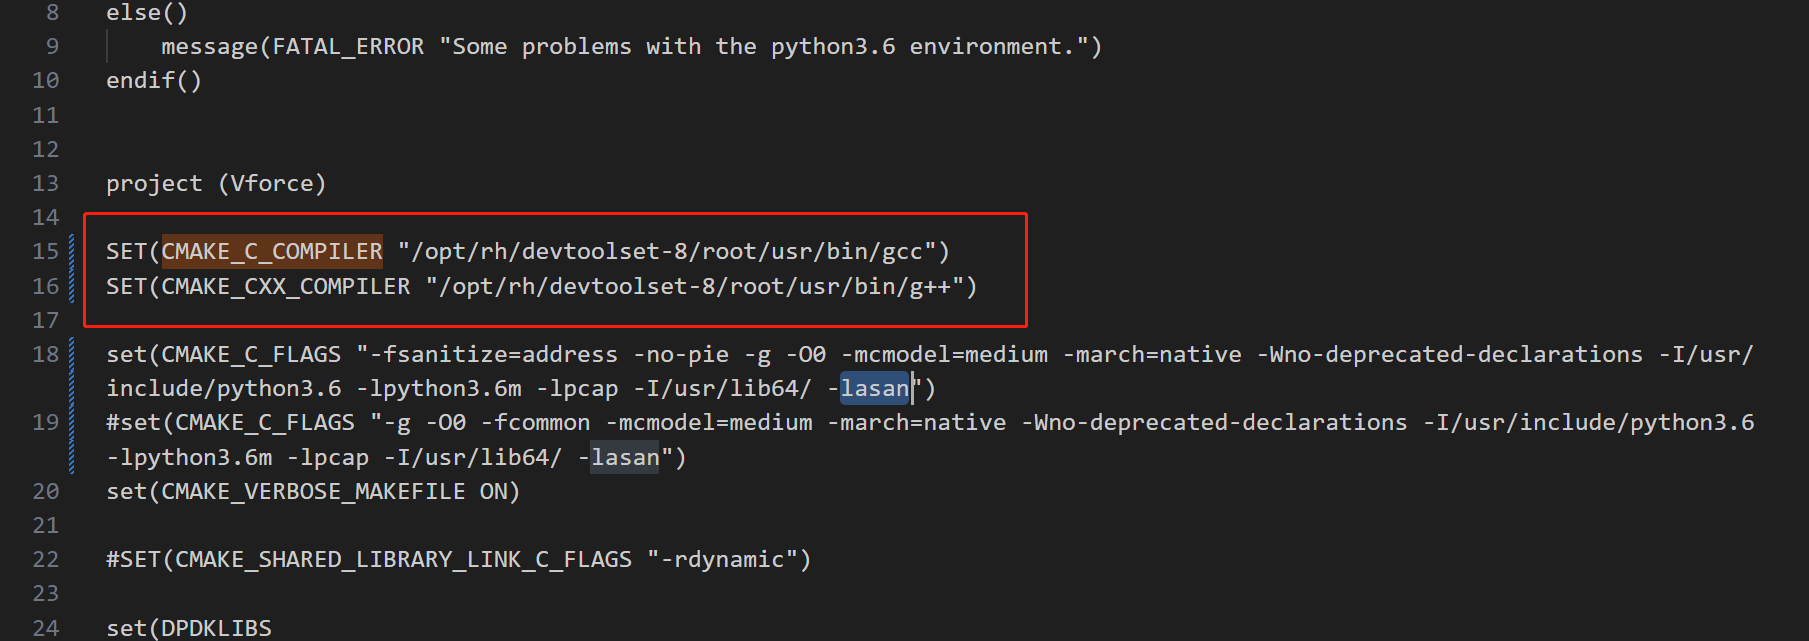 8 else()
9 message(FATAL_ERROR "Some problems with the python3.6 environment.")
10 endif()
11
12
13 project (Vforce)
14
15 SET(CMAKE_C_COMPILER "/opt/rh/devtoolset-8/root/usr/bin/gcc")
16 SET(CMAKE_CXX_COMPILER "/opt/rh/devtoolset-8/root/usr/bin/g++")
17
18 set(CMAKE_C_FLAGS "-fsanitize=address -no-pie -g -O0 -mcmodel=medium -march=native -Wno-deprecated-declarations -I/usr/
include/python3.6 -lpython3.6m -lpcap -I/usr/lib64/ -lasan")
19 #set(CMAKE_C_FLAGS "-g -O0 -fcommon -mcmodel=medium -march=native -Wno-deprecated-declarations -I/usr/include/python3.6
-lpython3.6m -lpcap -I/usr/lib64/ -lasan")
20 set(CMAKE_VERBOSE_MAKEFILE ON)
21
22 #SET(CMAKE_SHARED_LIBRARY_LINK_C_FLAGS "-rdynamic")
23
24 set(DPDKLIBS